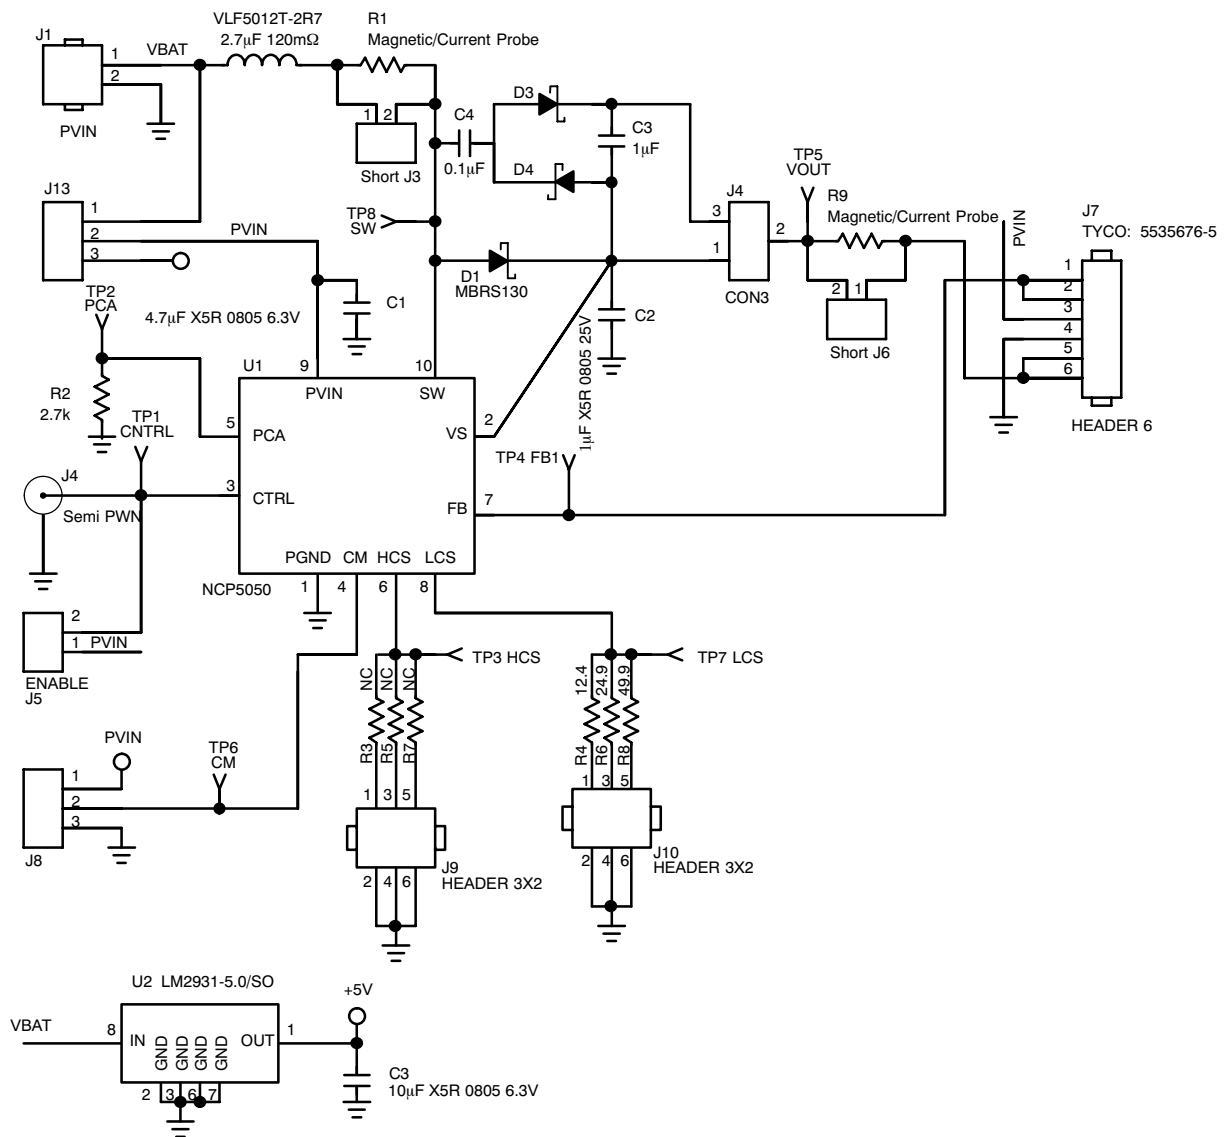 VLF5012T-2R7
2.7μF 120mΩ
R1
Magnetic/Current Probe
J1
1
VBAT
2
PVIN
1 2
Short J3
C4
0.1μF
D3
D4
C3
1μF
J13
1
2
3
PVIN
TP8
SW
D1
MBRS130
J4
3
1
2
CON3
TP5
VOUT
R9
Magnetic/Current Probe
2 1
Short J6
PVIN
J7
TYCO: 5535676-5
1
2
3
4
5
6
HEADER 6
TP2
PCA
4.7μF X5R 0805 6.3V
C1
C2
1μF X5R 0805 25V
R2
2.7k
TP1
CNTRL
U1
9
PVIN
10
SW
5
PCA
2
VS
TP4 FB1
J4
Semi PWN
3
CTRL
7
FB
PGND CM HCS LCS
NCP5050
1 4 6 8
2
1
PVIN
ENABLE
J5
TP3 HCS
TP7 LCS
NC
NC
NC
R3
R5
R7
12.4
24.9
49.9
R4
R6
R8
PVIN
TP6
CM
1
2
3
J8
1 3 5
2 4 6
J9
HEADER 3X2
1 3 5
2 4 6
J10
HEADER 3X2
U2 LM2931-5.0/SO
+5V
VBAT
8
IN
GND
GND
GND
GND
OUT
1
2 3 6 7
C3
10μF X5R 0805 6.3V